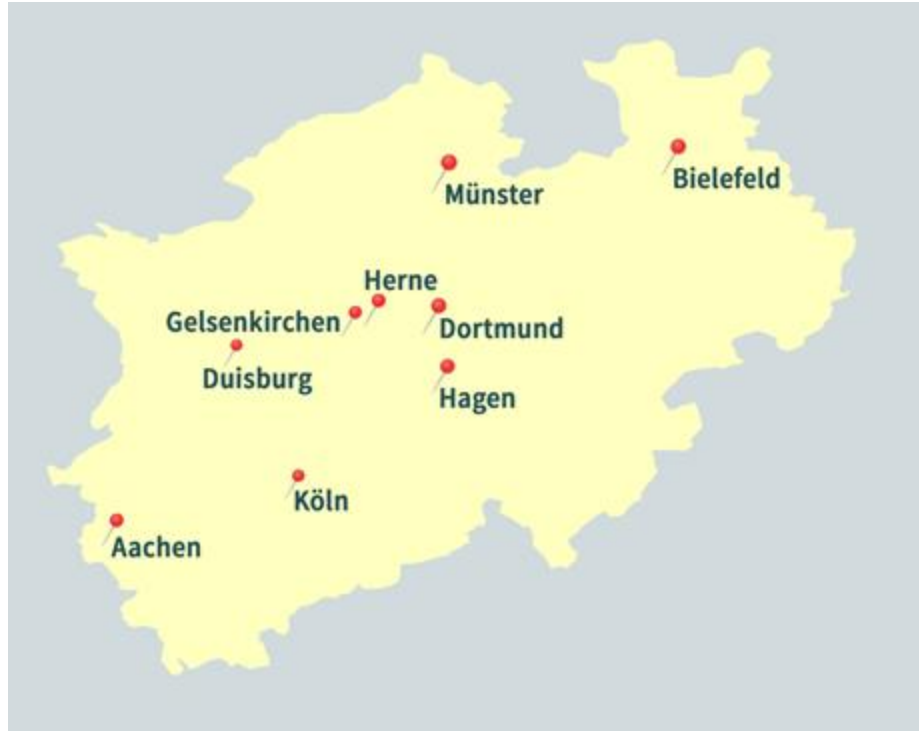 Münster
Bielefeld
Herne
Gelsenkirchen
Dortmund
Duisburg
Hagen
Köln
Aachen